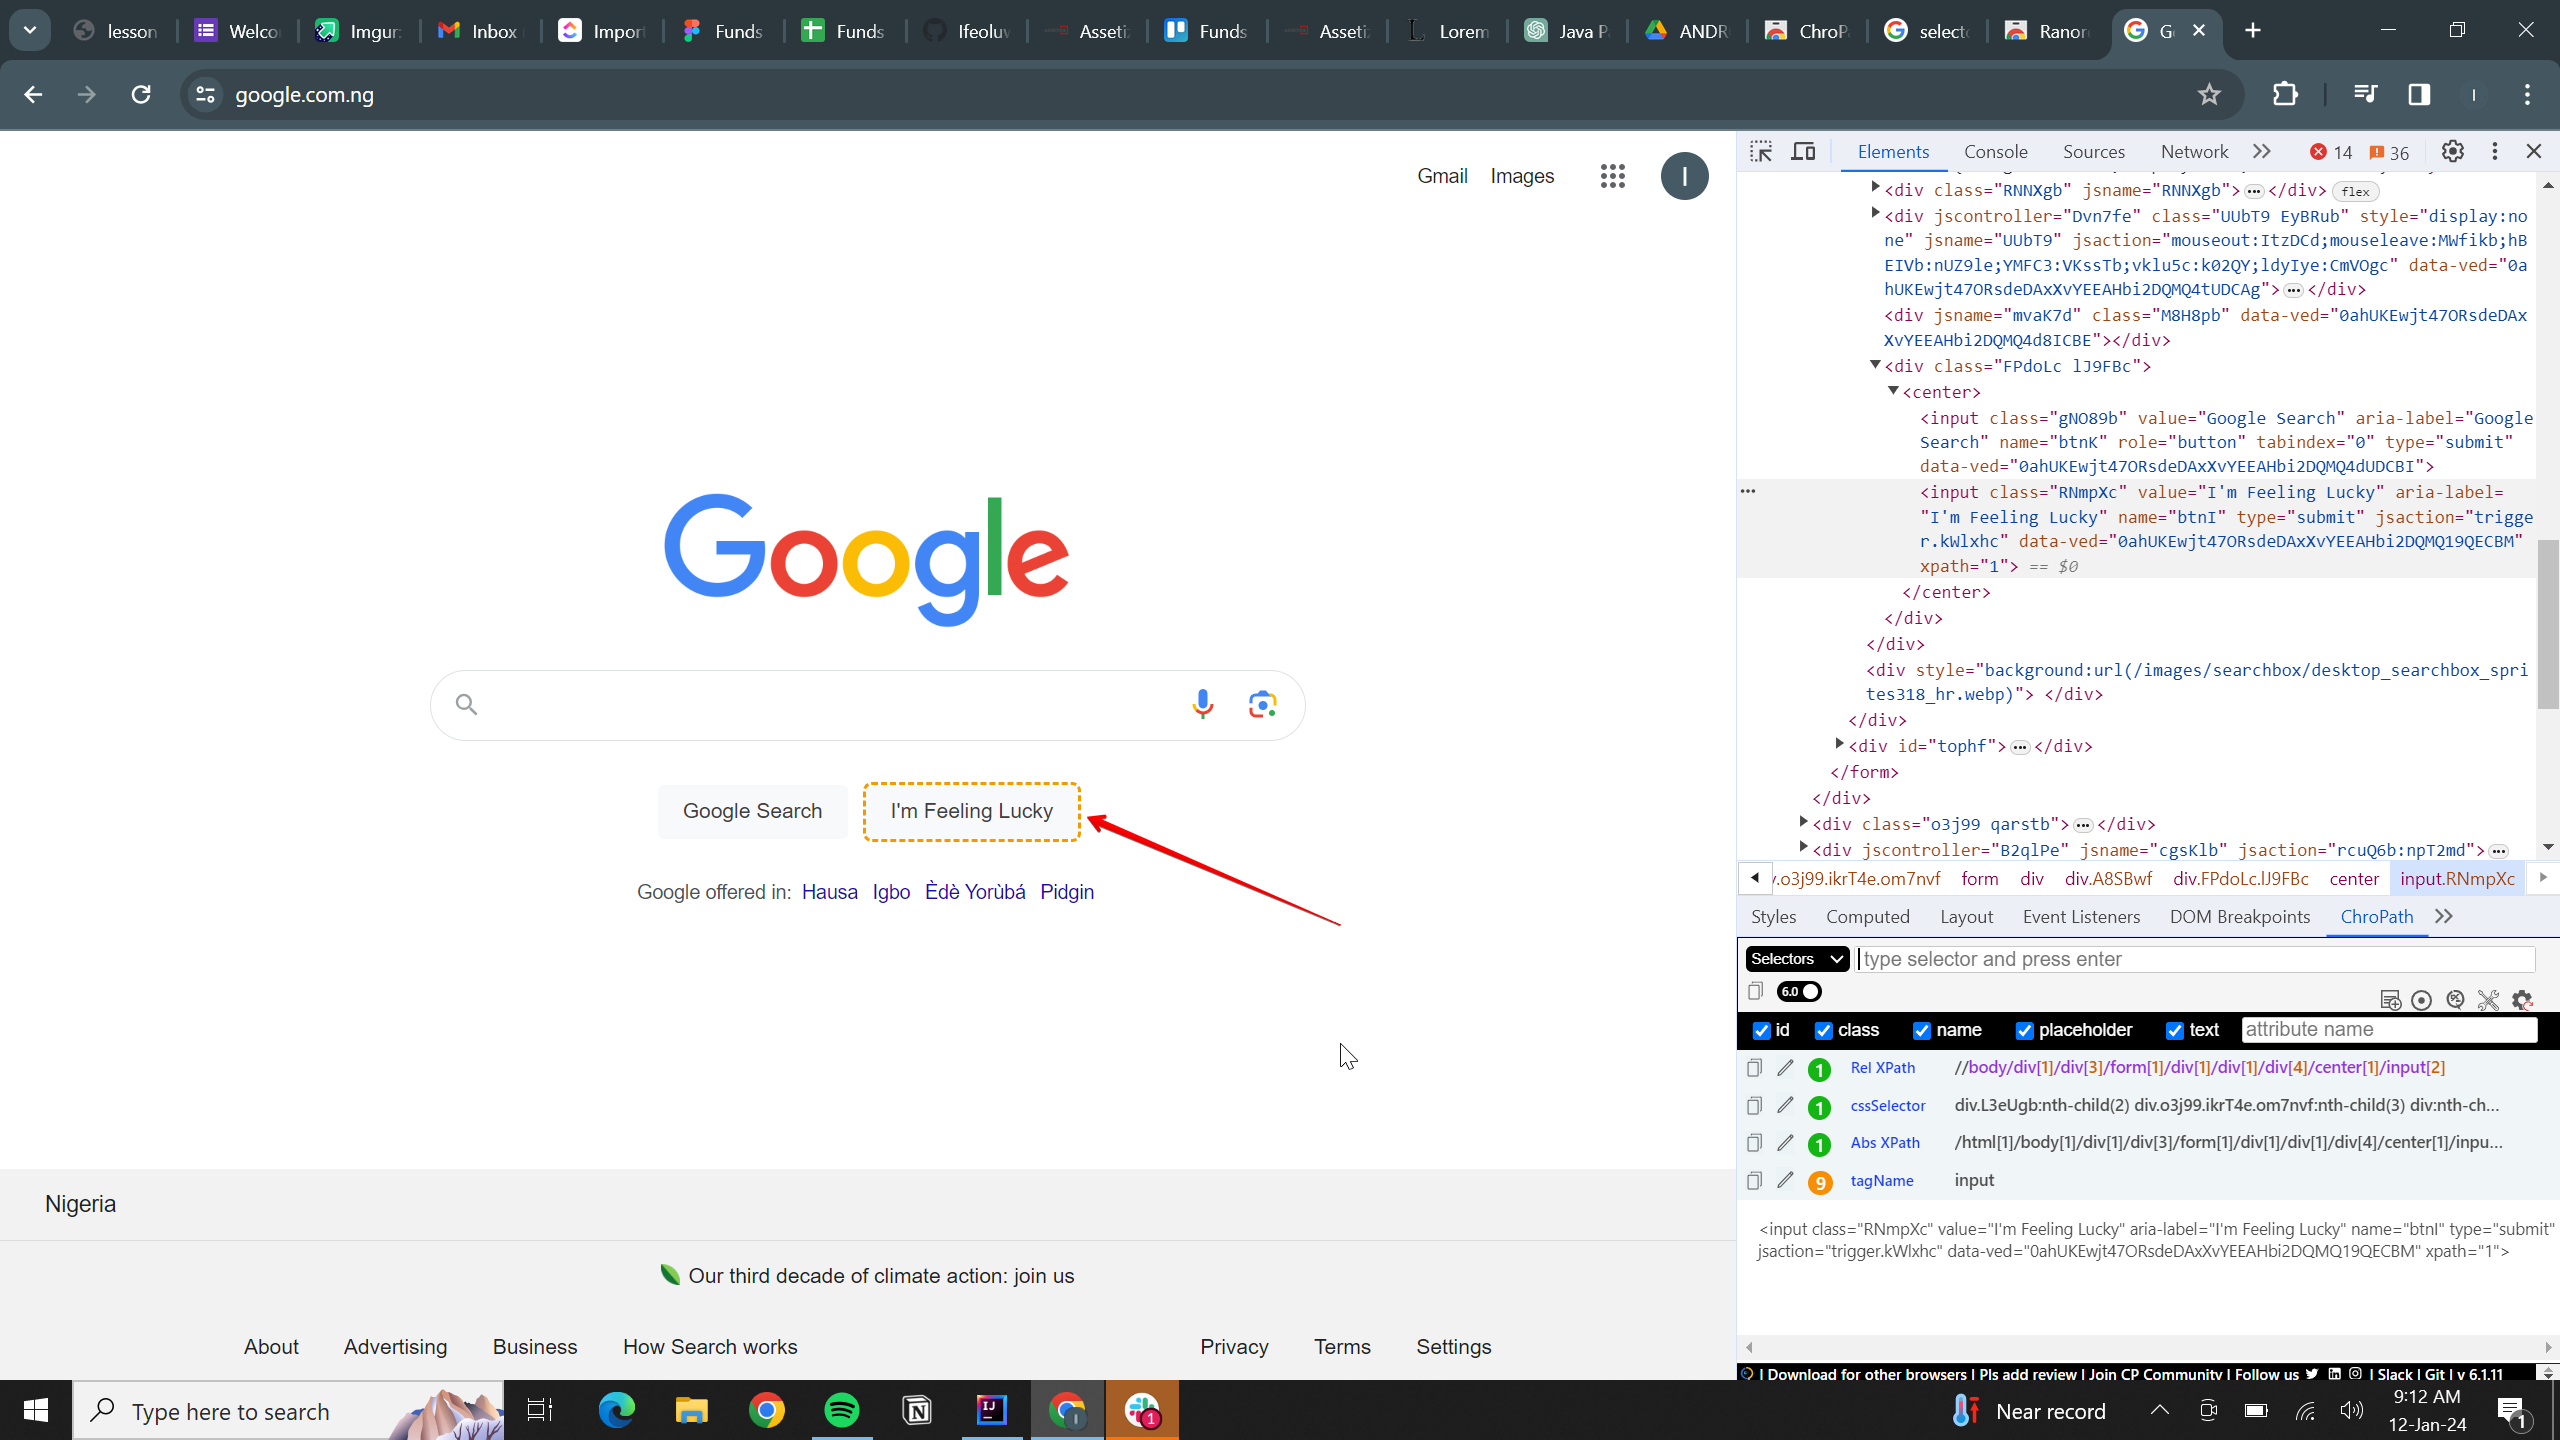 lesson
Welco
Imgur:
Inbox
Impor
Funds
Funds
Ifeoluw
Asseti
Funds
Asseti
Lorem
Java P
ANDR
ChroP
select
Ranor
G
google.com.ng
Gmail Images
I
Google
Google Search
I'm Feeling Lucky
Google offered in: Hausa Igbo Èdè Yorùbá Pidgin
Nigeria
Our third decade of climate action: join us
About Advertising Business How Search works Privacy Terms Settings
Elements Console Sources Network 14 36
<div class="RNNXgb" jsname="RNNXgb">…</div> flex
<div jscontroller="Dvn7fe" class="UUbT9 EyBRub" style="display:no
ne" jsname="UUbT9" jsaction="mouseout:ItzDCd;mouseleave:MWfikb;hB
EIVb:nUZ9le;YMFC3:VKssTb;vklu5c:k02QY;ldyIye:CmVOgc" data-ved="0a
hUKEwjt47ORsdeDAxXvYEEAHbi2DQMQ4tUDCAg">…</div>
<div jsname="mvaK7d" class="M8H8pb" data-ved="0ahUKEwjt47ORsdeDAx
XvYEEAHbi2DQMQ4d8ICBE"></div>
<div class="FPdoLc lJ9FBc">
<center>
<input class="gNO89b" value="Google Search" aria-label="Google
Search" name="btnK" role="button" tabindex="0" type="submit"
data-ved="0ahUKEwjt47ORsdeDAxXvYEEAHbi2DQMQ4dUDCBI">
<input class="RNmpXc" value="I'm Feeling Lucky" aria-label=
"I'm Feeling Lucky" name="btnI" type="submit" jsaction="trigge
r.kWlxhc" data-ved="0ahUKEwjt47ORsdeDAxXvYEEAHbi2DQMQ19QECBM"
xpath="1"> == $0
</center>
</div>
</div>
<div style="background:url(/images/searchbox/desktop_searchbox_spri
tes318_hr.webp)"> </div>
</div>
<div id="tophf">…</div>
</form>
</div>
<div class="o3j99 qarstb">…</div>
<div jscontroller="B2qlPe" jsname="cgsKlb" jsaction="rcuQ6b:npT2md">…
.o3j99.ikrT4e.om7nvf form div div.A8SBwf div.FPdoLc.lJ9FBc center input.RNmpXc
Styles Computed Layout Event Listeners DOM Breakpoints ChroPath
Selectors type selector and press enter
6.0
id class name placeholder text attribute name
1 Rel XPath //body/div[1]/div[3]/form[1]/div[1]/div[1]/div[4]/center[1]/input[2]
1 cssSelector div.L3eUgb:nth-child(2) div.o3j99.ikrT4e.om7nvf:nth-child(3) div:nth-ch...
1 Abs XPath /html[1]/body[1]/div[1]/div[3]/form[1]/div[1]/div[1]/div[4]/center[1]/inpu...
9 tagName input
<input class="RNmpXc" value="I'm Feeling Lucky" aria-label="I'm Feeling Lucky" name="btnI" type="submit"
jsaction="trigger.kWlxhc" data-ved="0ahUKEwjt47ORsdeDAxXvYEEAHbi2DQMQ19QECBM" xpath="1">
| Download for other browsers | Pls add review | Join CP Community | Follow us | Slack | Git | v 6.1.11
Type here to search
Near record
9:12 AM
12-Jan-24
1